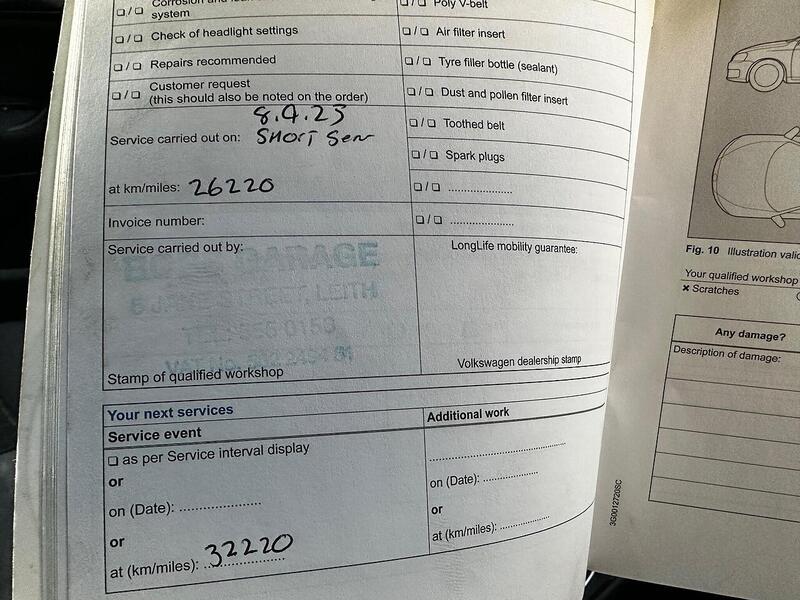 ❏ / ❏ system
❏ / ❏ Check of headlight settings
❏ / ❏ Repairs recommended
❏ / ❏ Customer request
(this should also be noted on the order)
8.4.23
Service carried out on: SHORT Serv
at km/miles: 26220
Invoice number:
Service carried out by:
GARAGE
LEITH
0153
VAT No.
Stamp of qualified workshop
❏ / ❏ Poly V-belt
❏ / ❏ Air filter insert
❏ / ❏ Tyre filler bottle (sealant)
❏ / ❏ Dust and pollen filter insert
❏ / ❏ Toothed belt
❏ / ❏ Spark plugs
❏ / ❏ ....................
❏ / ❏ ....................
LongLife mobility guarantee:
Volkswagen dealership stamp
Your next services
Service event
❏ as per Service interval display
or
on (Date): ....................
or
at (km/miles): 32220
Additional work
on (Date): ....................
or
at (km/miles): ....................
3G0012720SC
Fig. 10 Illustration
Your qualified workshop
✖ Scratches
Any damage?
Description of damage: